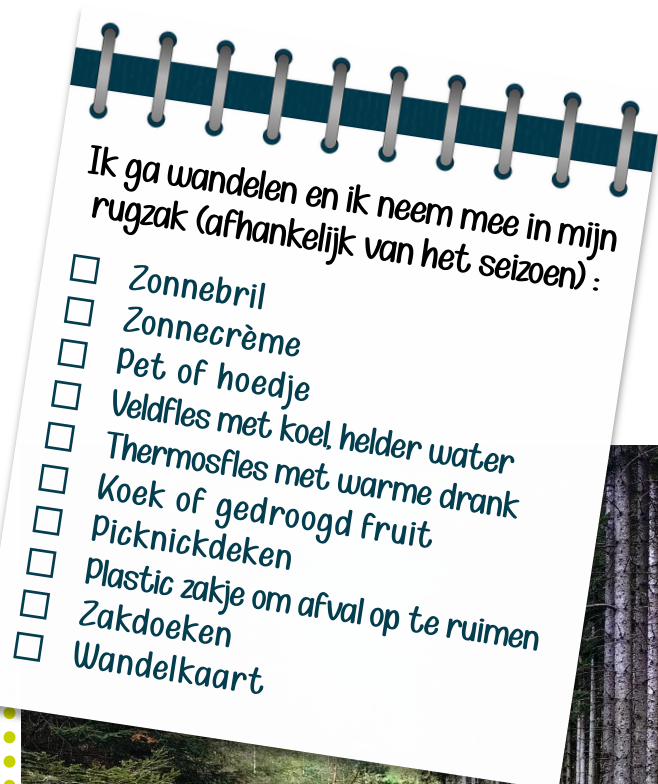 Ik ga wandelen en ik neem mee in mijn
rugzak (afhankelijk van het seizoen) :
Zonnebril
Zonnecrème
Pet of hoedje
Veldfles met koel, helder water
Thermosfles met warme drank
Koek of gedroogd fruit
Picknickdeken
Plastic zakje om afval op te ruimen
Zakdoeken
Wandelkaart